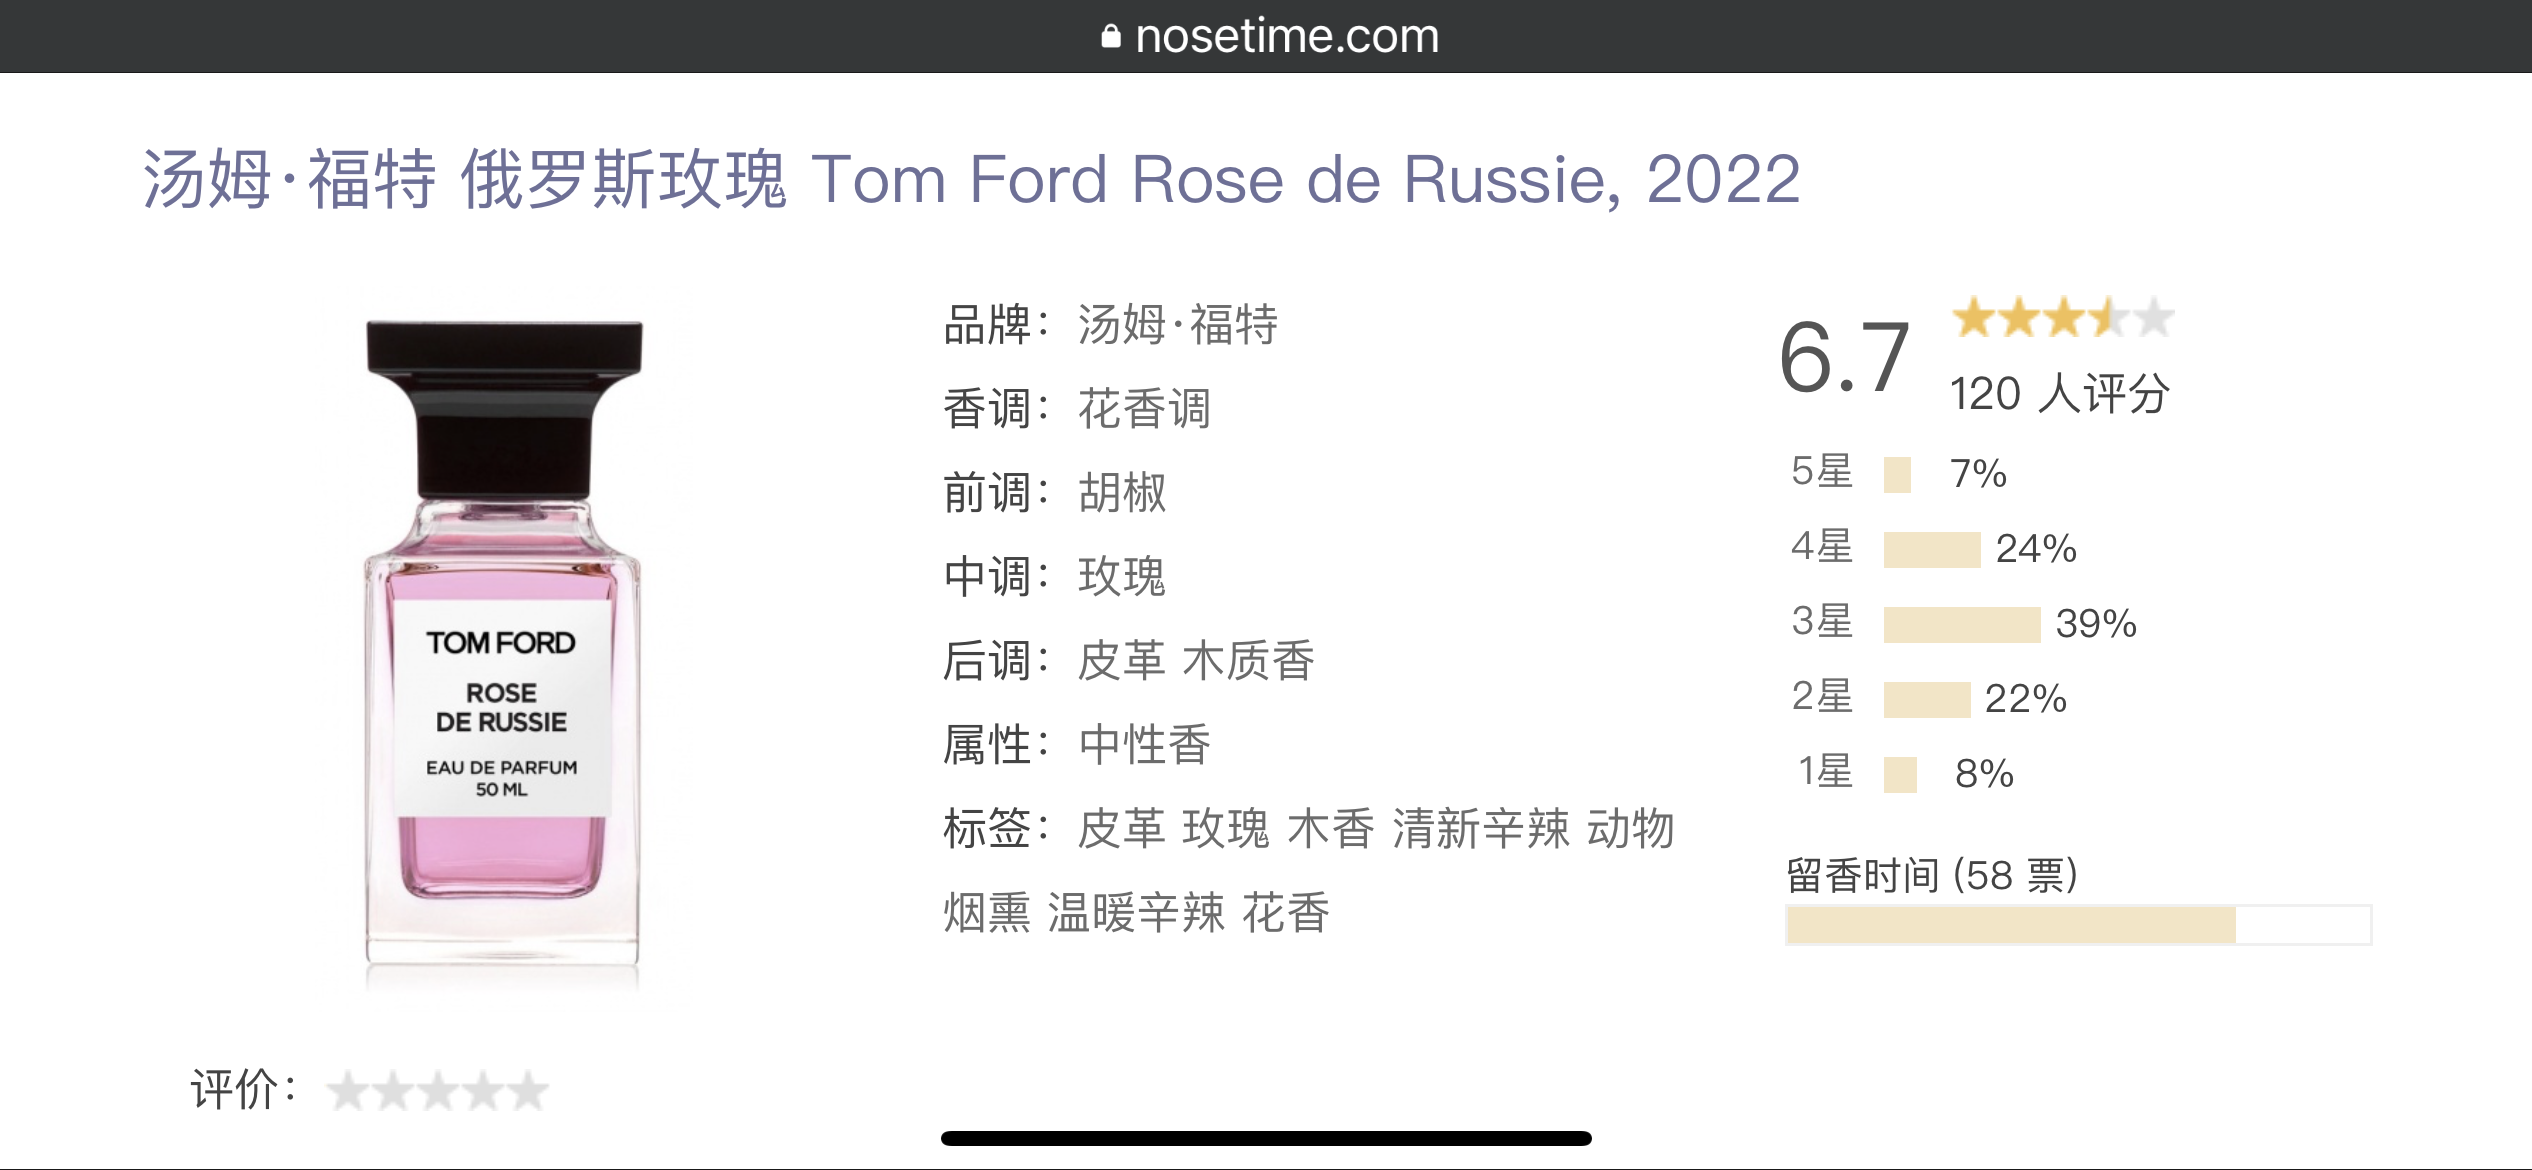 nosetime.com
汤姆·福特 俄罗斯玫瑰 Tom Ford Rose de Russie, 2022
TOM FORD
ROSE
DE RUSSIE
EAU DE PARFUM
50 ML
品牌：汤姆·福特
香调：花香调
前调：胡椒
中调：玫瑰
后调：皮革 木质香
属性：中性香
标签：皮革 玫瑰 木香 清新辛辣 动物
烟熏 温暖辛辣 花香
6.7
120 人评分
5星 7%
4星 24%
3星 39%
2星 22%
1星 8%
留香时间 (58 票)
评价：